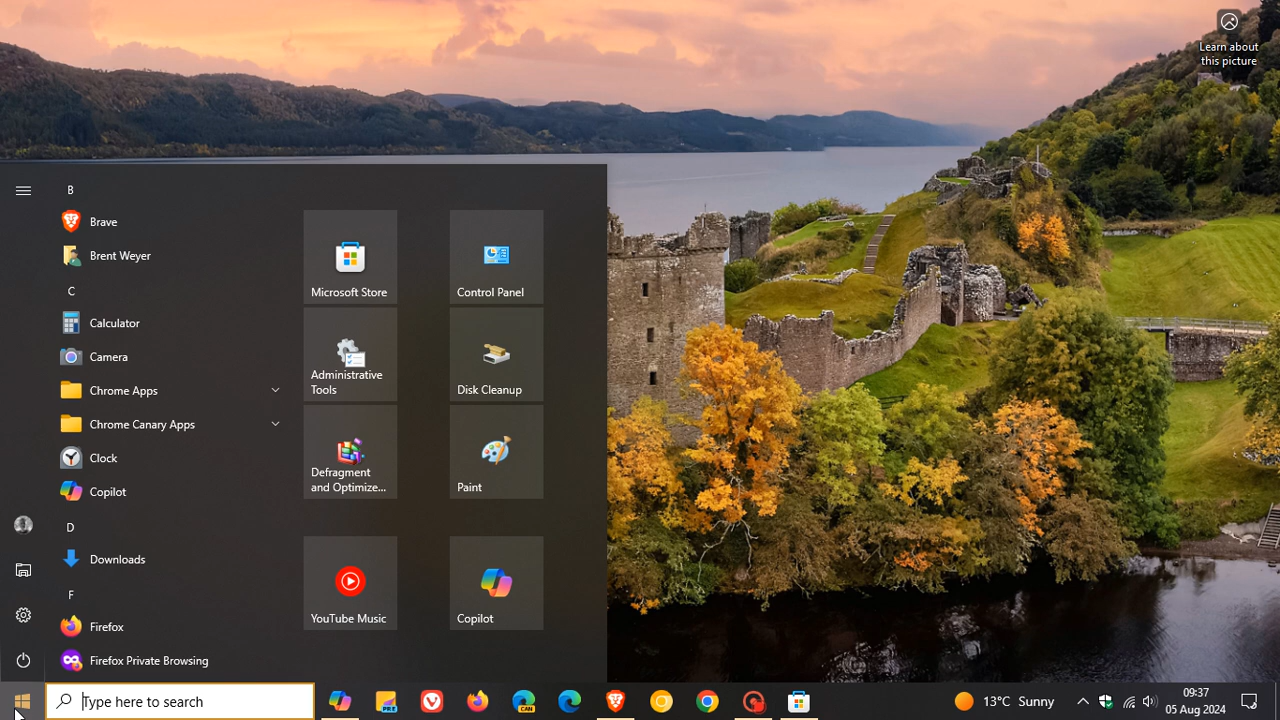 Learn about
this picture
B
Brave
Brent Weyer
C
Calculator
Camera
Chrome Apps
Chrome Canary Apps
Clock
Copilot
D
Downloads
F
Firefox
Firefox Private Browsing
Microsoft Store
Control Panel
Administrative
Tools
Disk Cleanup
Defragment
and Optimize...
Paint
YouTube Music
Copilot
Type here to search
PRE
CAN
13°C Sunny
09:37
05 Aug 2024